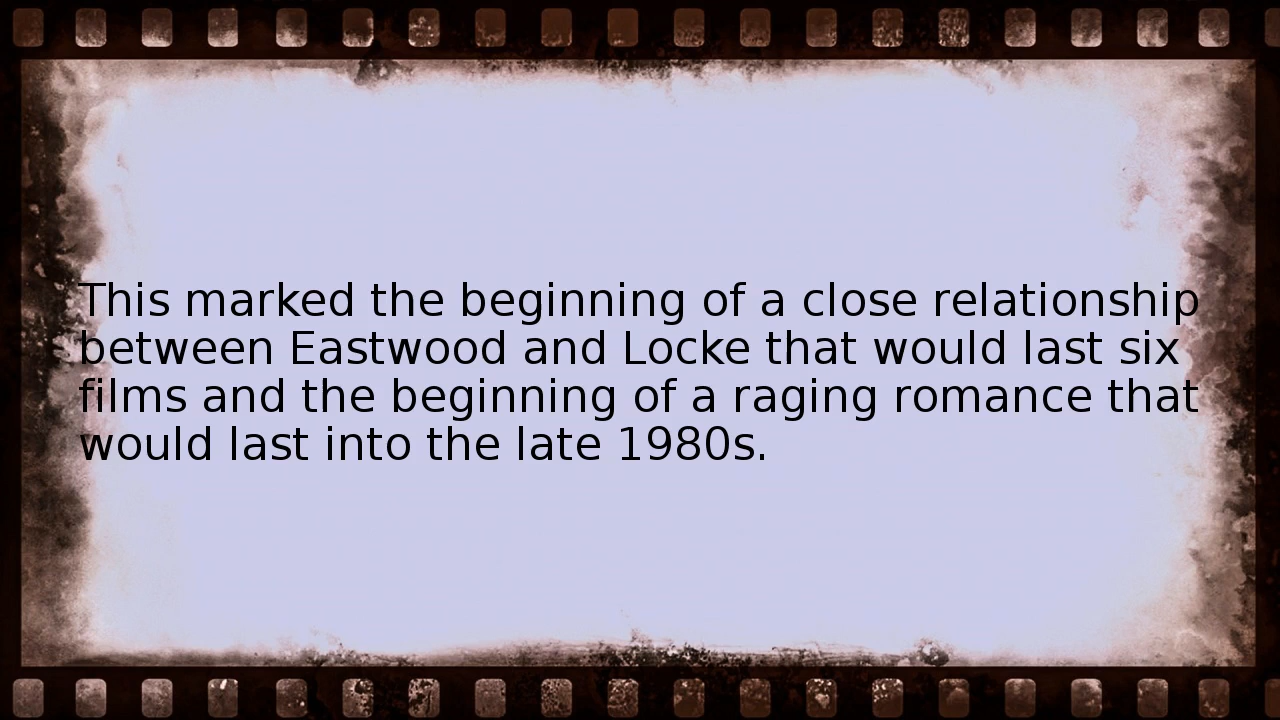 This marked the beginning of a close relationship
between Eastwood and Locke that would last six
films and the beginning of a raging romance that
would last into the late 1980s.